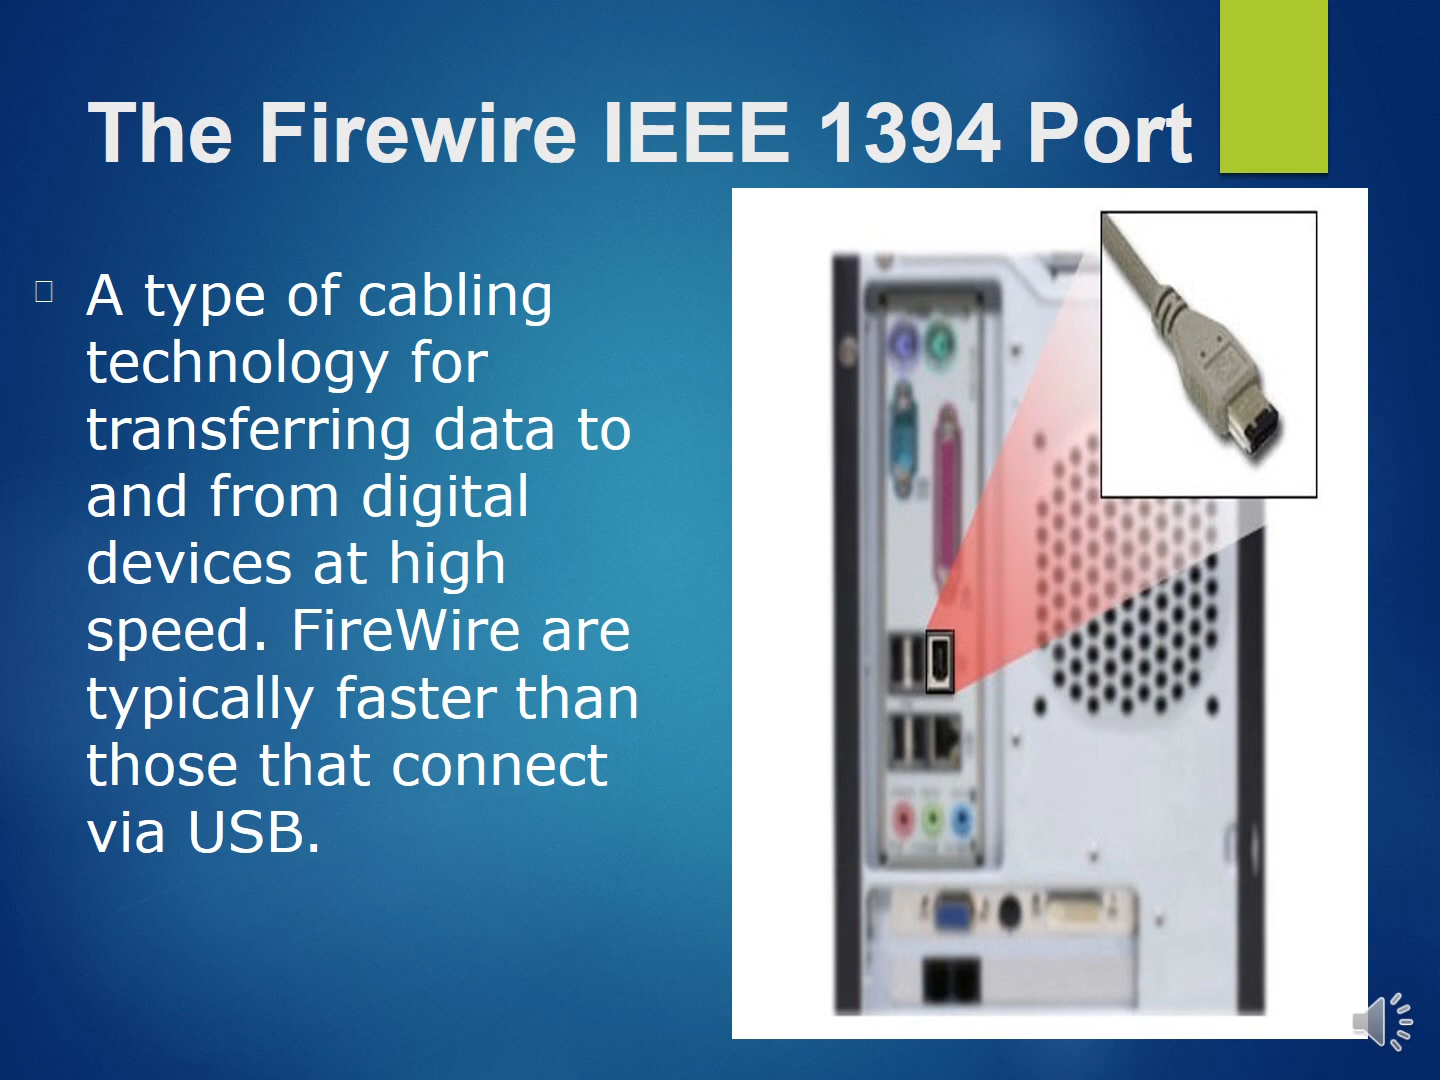 The Firewire IEEE 1394 Port
A type of cabling
technology for
transferring data to
and from digital
devices at high
speed. FireWire are
typically faster than
those that connect
via USB.